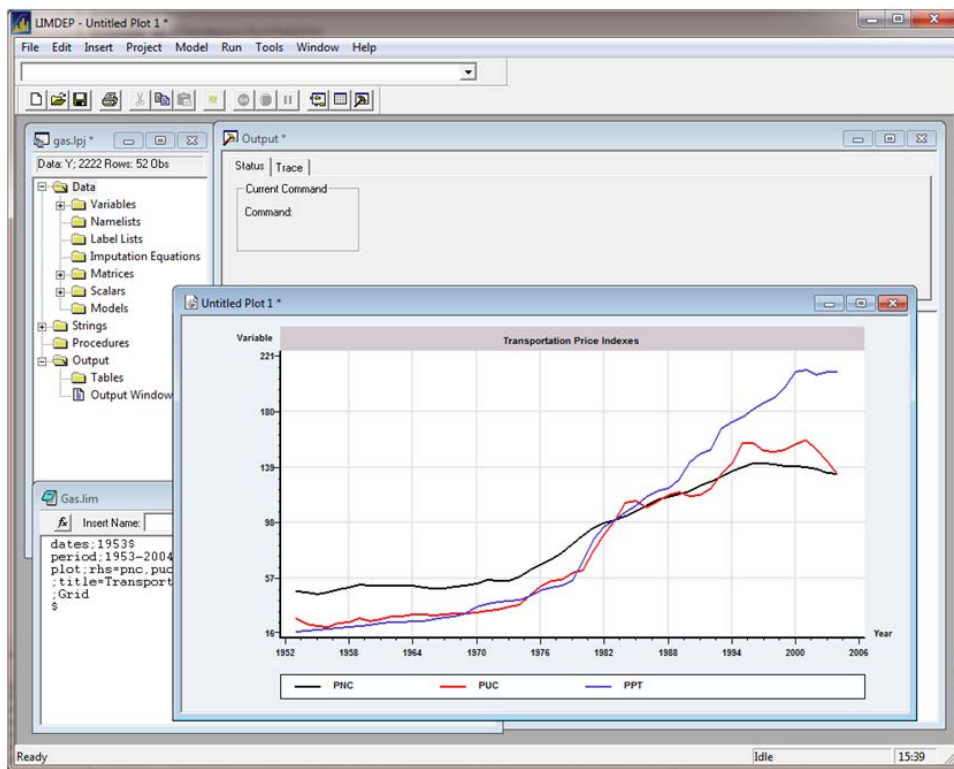 LIMDEP - Untitled Plot 1 *
File Edit Insert Project Model Run Tools Window Help
gas.lpj *
Data: Y; 2222 Rows: 52 Obs
Data
Variables
Namelists
Label Lists
Imputation Equations
Matrices
Scalars
Models
Strings
Procedures
Output
Tables
Output Window
Output *
Status Trace
Current Command
Command:
Untitled Plot 1 *
Variable
Transportation Price Indexes
221
180
139
98
57
16
1952 1958 1964 1970 1976 1982 1988 1994 2000 2006
Year
PNC PUC PPT
Gas.lim
fx Insert Name:
dates;1953$
period;1953-2004
plot;rhs=pnc,puc
;title=Transport
;Grid
$
Ready Idle 15:39